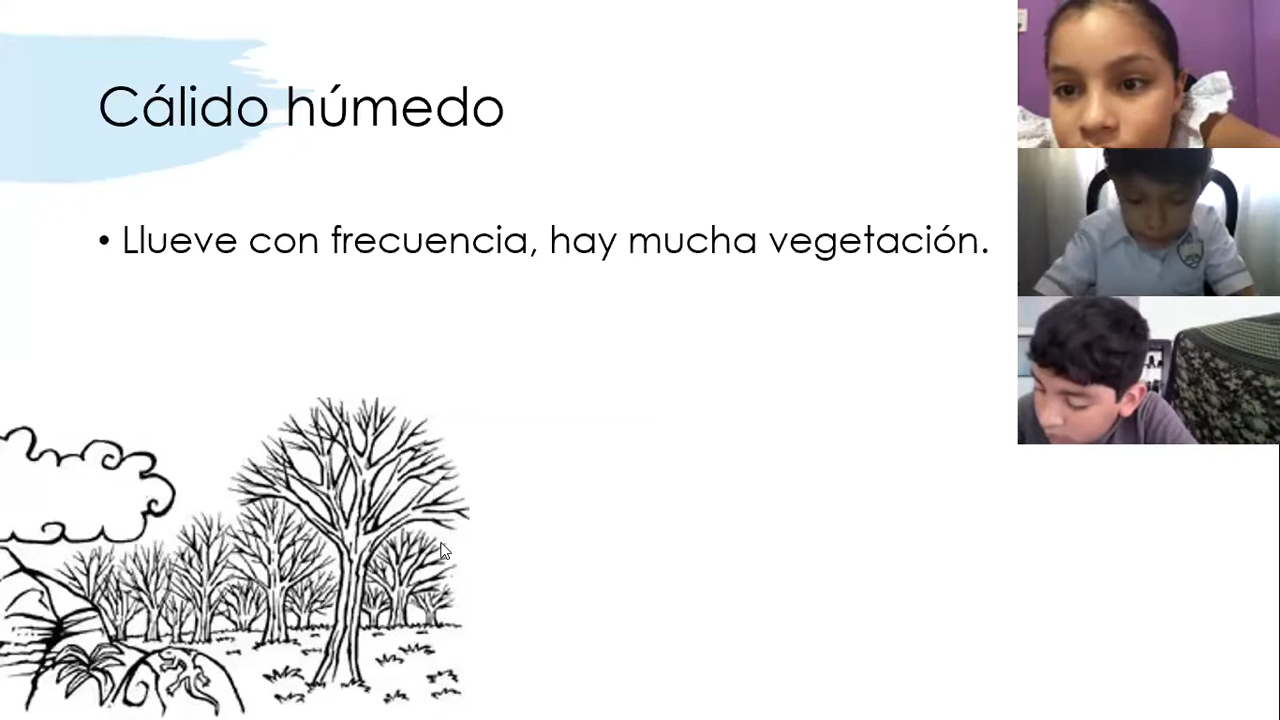 Cálido húmedo
• Llueve con frecuencia, hay mucha vegetación.